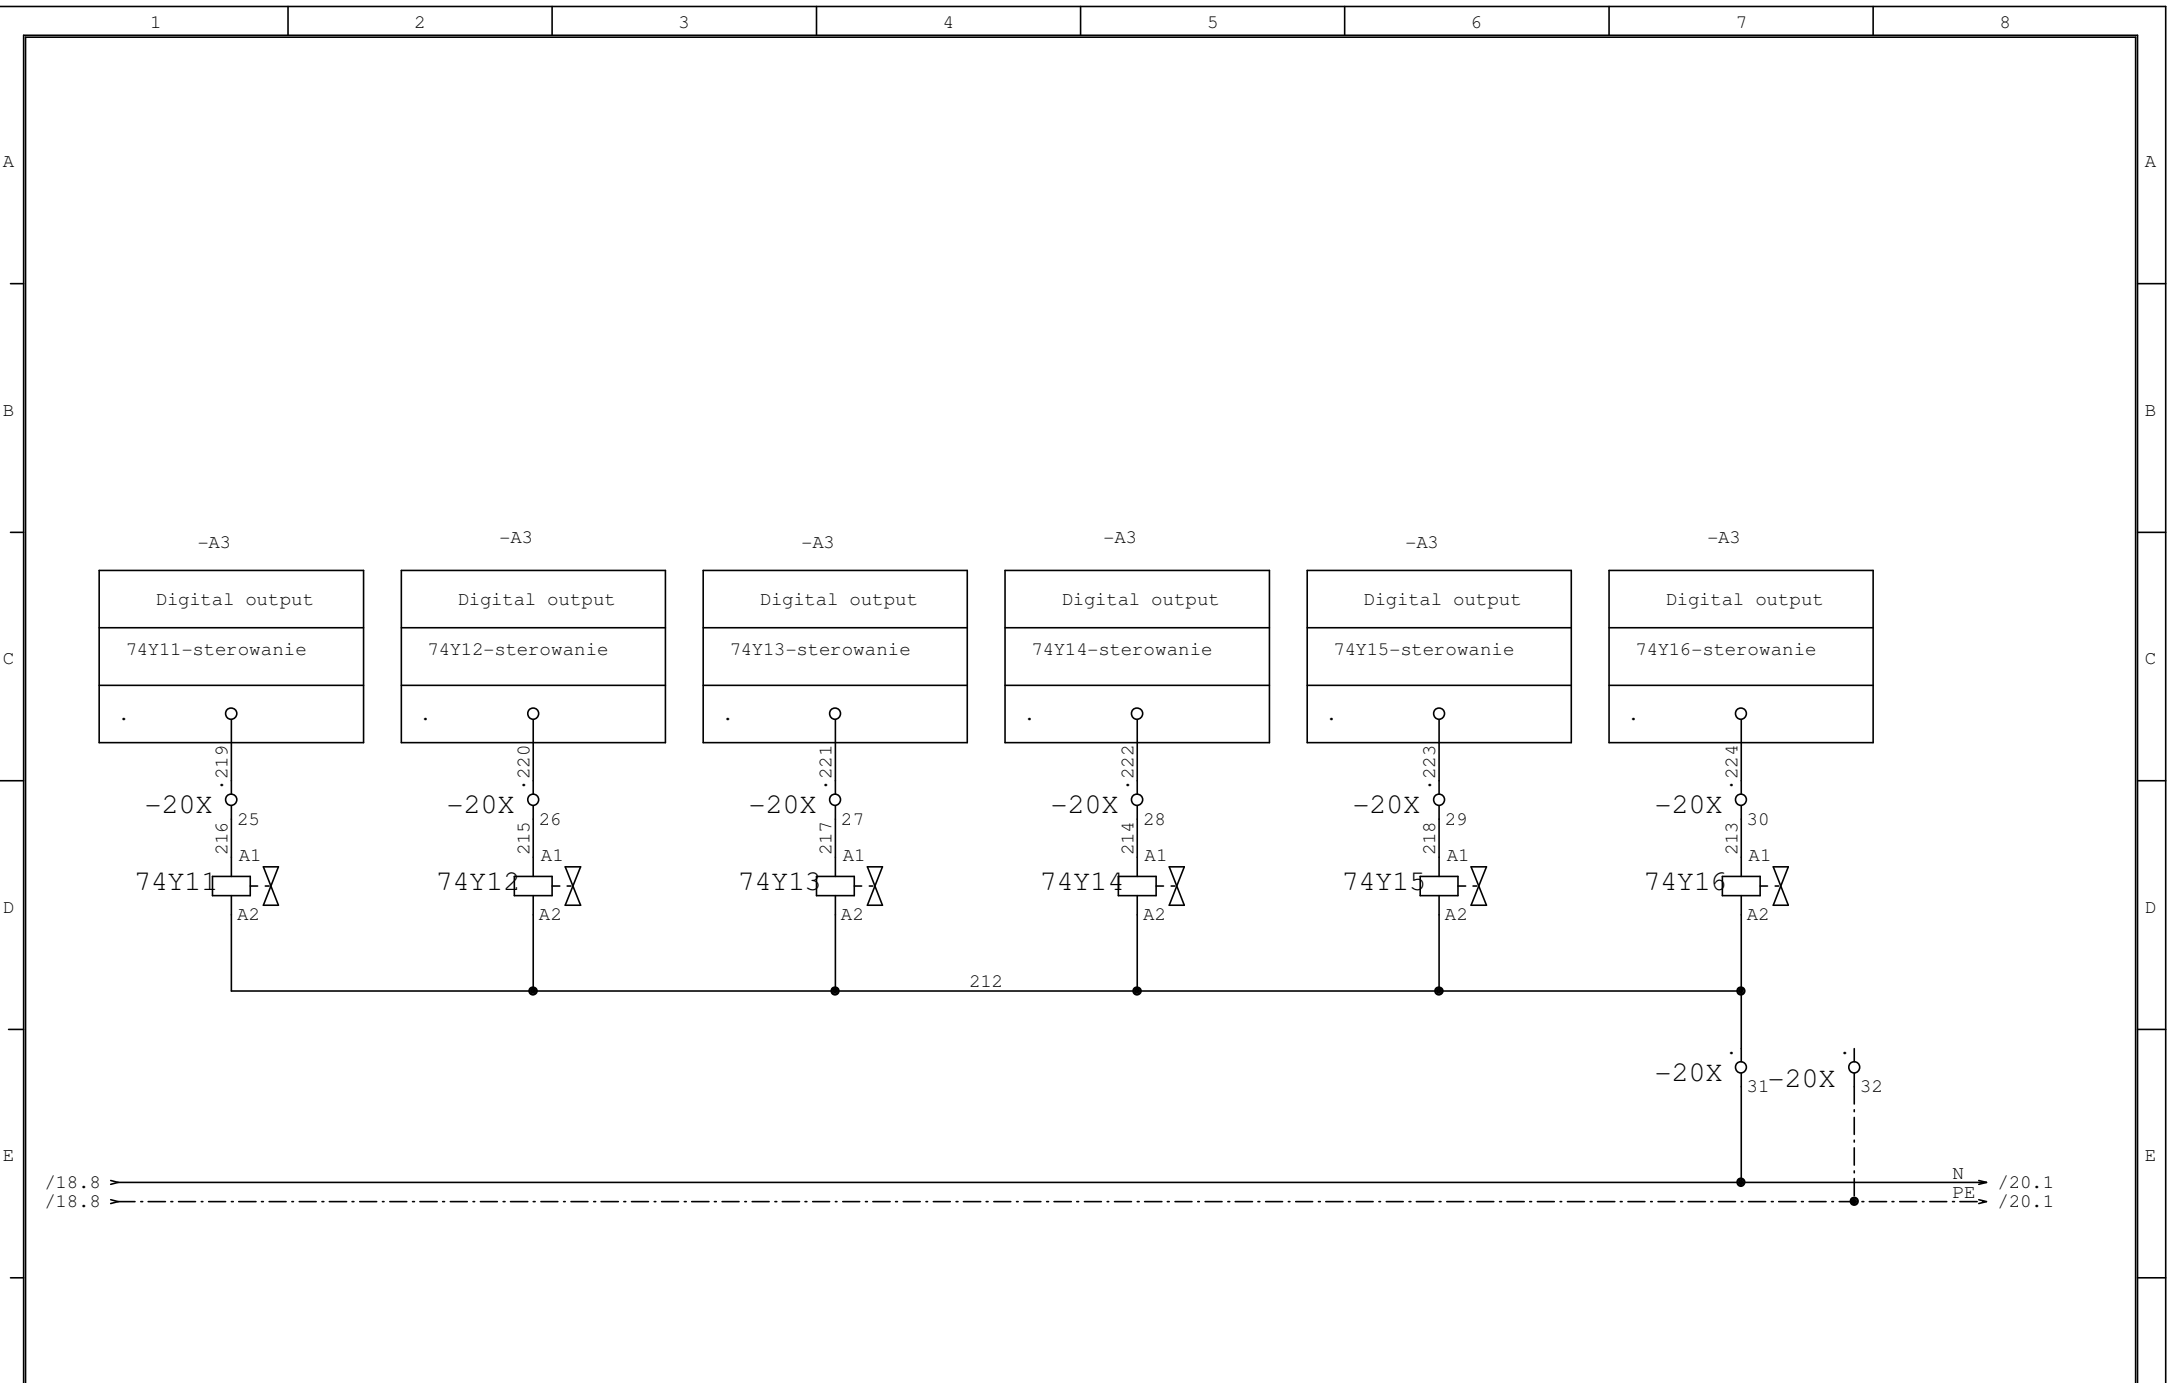 1 2 3 4 5 6 7 8
A A
B B
-A3 -A3 -A3 -A3 -A3 -A3
Digital output Digital output Digital output Digital output Digital output Digital output
C 74Y11-sterowanie 74Y12-sterowanie 74Y13-sterowanie 74Y14-sterowanie 74Y15-sterowanie 74Y16-sterowanie C
. . . . . .
219 220 221 222 223 224
-20X -20X -20X -20X -20X -20X
25 26 27 28 29 30
216 215 217 214 218 213
A1 A1 A1 A1 A1 A1
74Y11 74Y12 74Y13 74Y14 74Y15 74Y16
D A2 A2 A2 A2 A2 A2 D
212
-20X 31 -20X 32
E E
/18.8 N /20.1
/18.8 PE /20.1